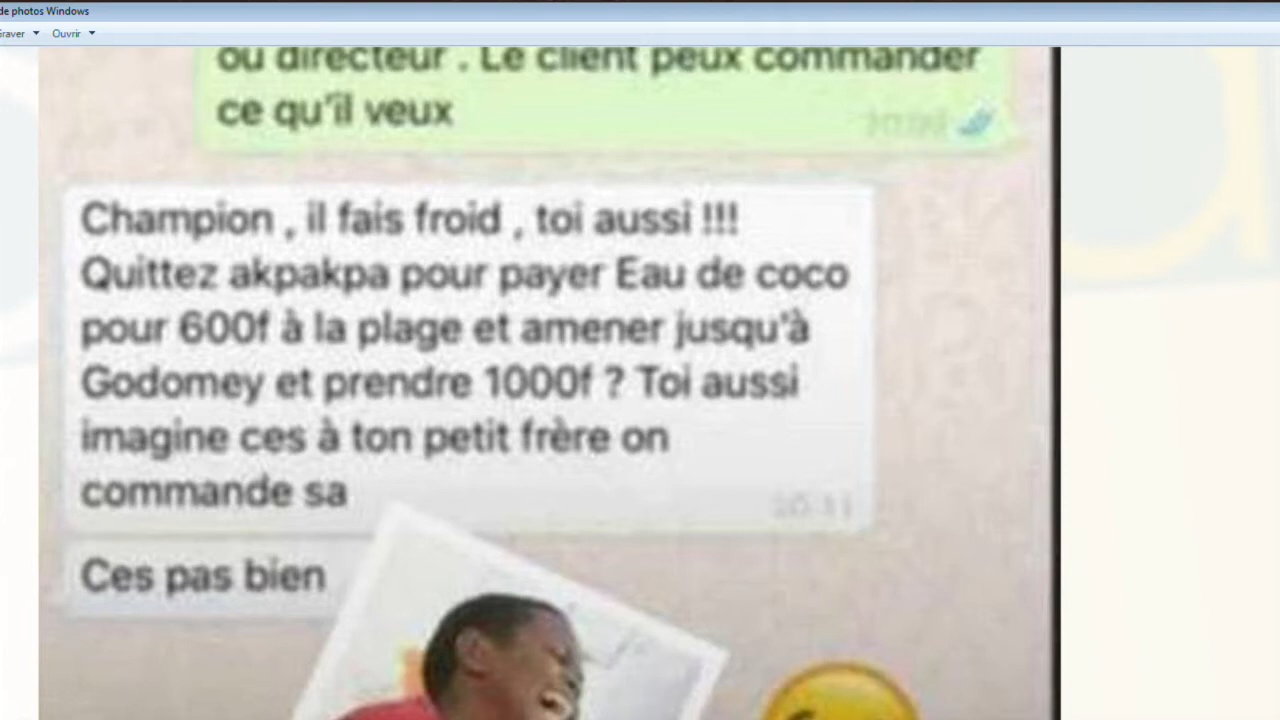 de photos Windows
Graver Ouvrir
ou directeur . Le client peux commander
ce qu'il veux
Champion , il fais froid , toi aussi !!!
Quittez akpakpa pour payer Eau de coco
pour 600f à la plage et amener jusqu'à
Godomey et prendre 1000f ? Toi aussi
imagine ces à ton petit frère on
commande sa
20:11
Ces pas bien